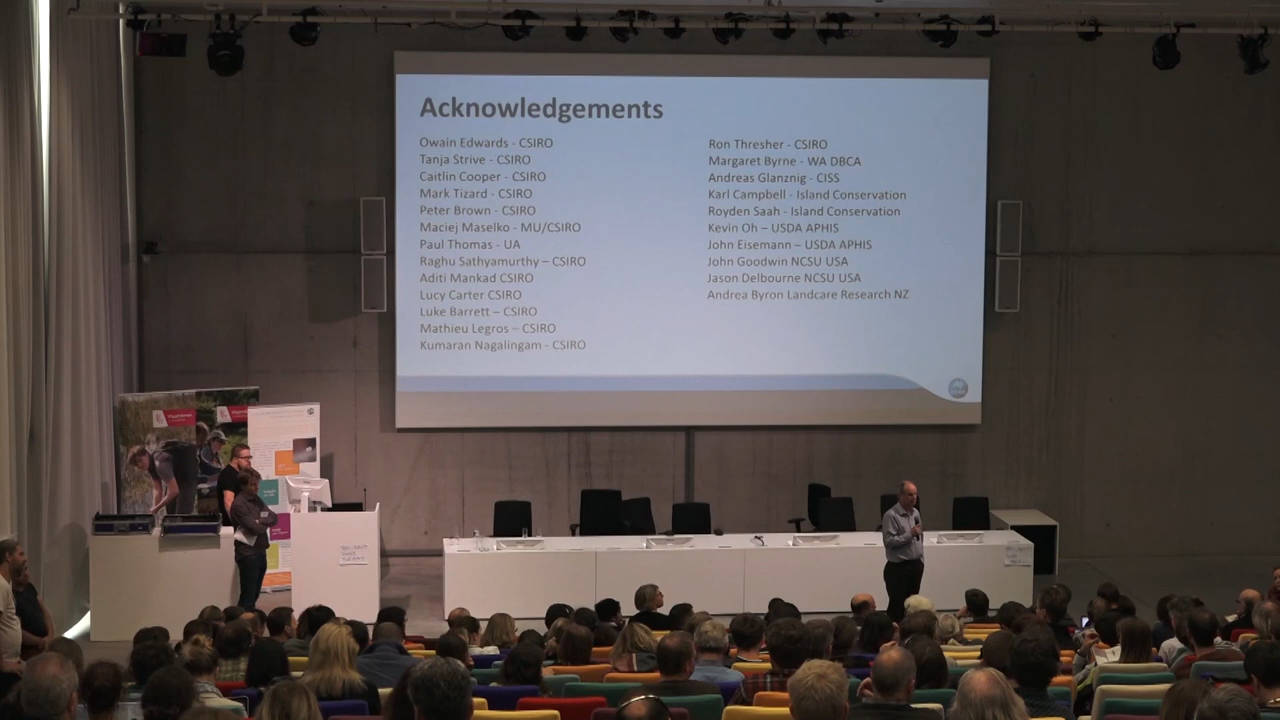 Acknowledgements
Owain Edwards - CSIRO
Tanja Strive - CSIRO
Caitlin Cooper - CSIRO
Mark Tizard - CSIRO
Peter Brown - CSIRO
Maciej Maselko - MU/CSIRO
Paul Thomas - UA
Raghu Sathyamurthy – CSIRO
Aditi Mankad CSIRO
Lucy Carter CSIRO
Luke Barrett – CSIRO
Mathieu Legros – CSIRO
Kumaran Nagalingam - CSIRO
Ron Thresher - CSIRO
Margaret Byrne - WA DBCA
Andreas Glanznig - CISS
Karl Campbell - Island Conservation
Royden Saah - Island Conservation
Kevin Oh – USDA APHIS
John Eisemann – USDA APHIS
John Goodwin NCSU USA
Jason Delbourne NCSU USA
Andrea Byron Landcare Research NZ